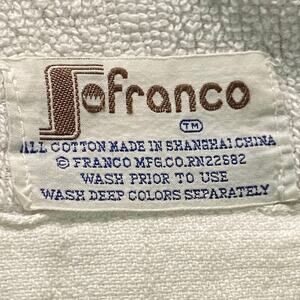 Sofranco
TM
ALL COTTON MADE IN SHANGHAI.CHINA
© FRANCO MFG.CO.RN22682
WASH PRIOR TO USE
WASH DEEP COLORS SEPARATELY